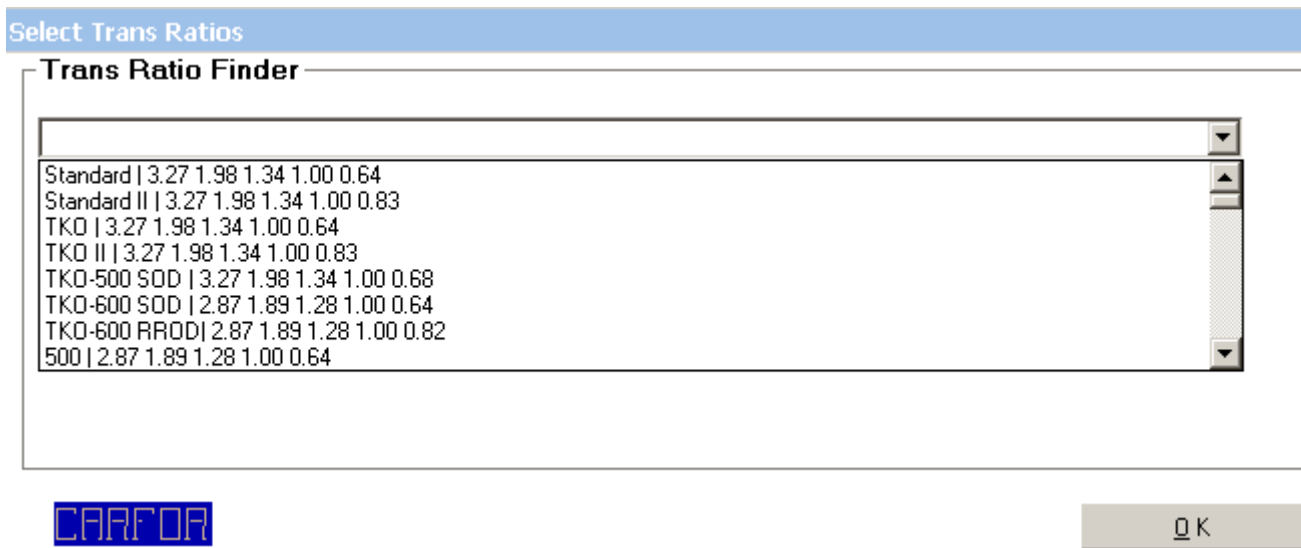 Select Trans Ratios
Trans Ratio Finder
Standard | 3.27 1.98 1.34 1.00 0.64
Standard II | 3.27 1.98 1.34 1.00 0.83
TKO | 3.27 1.98 1.34 1.00 0.64
TKO II | 3.27 1.98 1.34 1.00 0.83
TKO-500 SOD | 3.27 1.98 1.34 1.00 0.68
TKO-600 SOD | 2.87 1.89 1.28 1.00 0.64
TKO-600 RROD| 2.87 1.89 1.28 1.00 0.82
500 | 2.87 1.89 1.28 1.00 0.64
CARFOR
OK